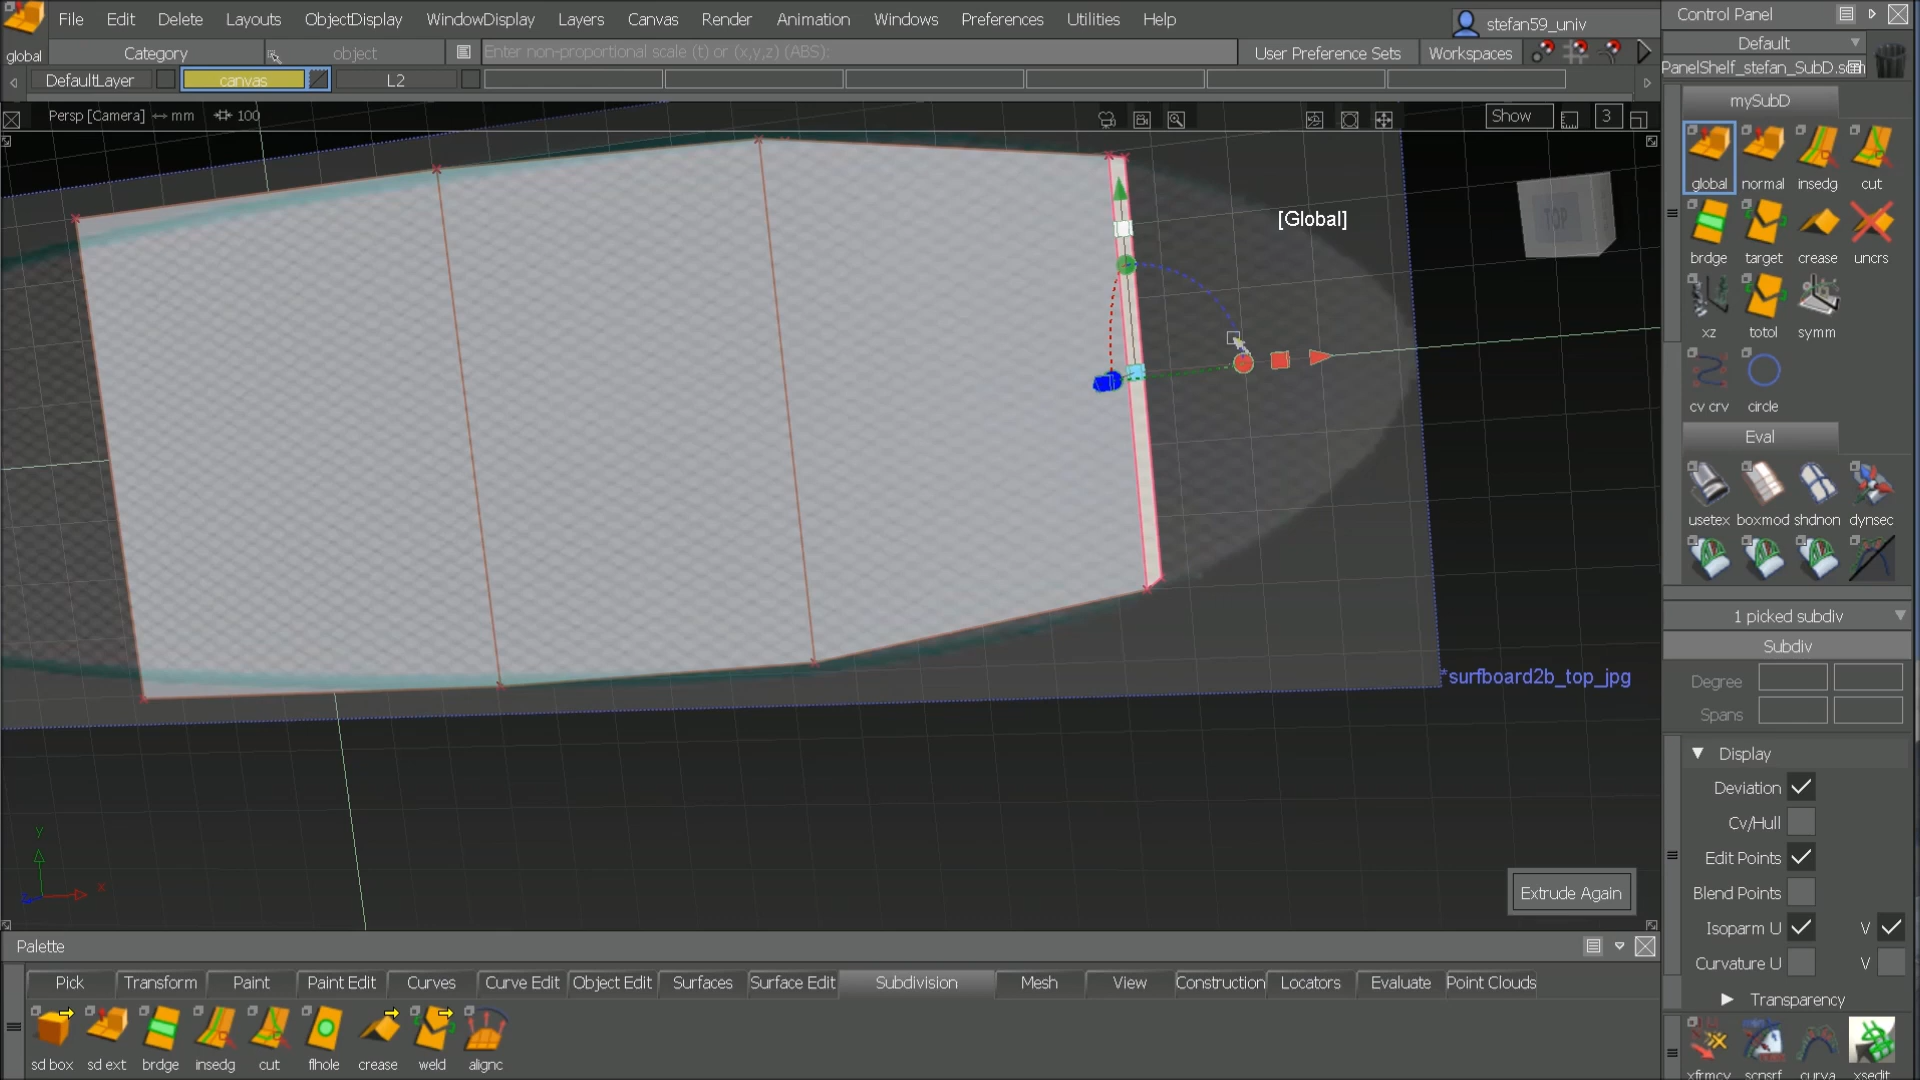 File Edit Delete Layouts ObjectDisplay WindowDisplay Layers Canvas Render Animation Windows Preferences Utilities Help
stefan59_univ
Control Panel
global
Category
object
Enter non-proportional scale (t) or (x,y,z) (ABS):
User Preference Sets
Workspaces
Default
PanelShelf_stefan_SubD.scm
DefaultLayer
canvas
L2
Persp [Camera] mm 100
Show
3
mySubD
global normal insedg cut
[Global]
TOP
brdge target crease uncrs
xz totol symm
cv crv circle
Eval
usetex boxmod shdnon dynsec
1 picked subdiv
Subdiv
*surfboard2b_top_jpg
Degree
Spans
Display
Deviation
Cv/Hull
Edit Points
Blend Points
Isoparm U V
Curvature U V
Transparency
y
x
Extrude Again
Palette
Pick Transform Paint Paint Edit Curves Curve Edit Object Edit Surfaces Surface Edit Subdivision Mesh View Construction Locators Evaluate Point Clouds
sd box sd ext brdge insedg cut flhole crease weld alignc
xfrmcv scnsrf curva xsedit